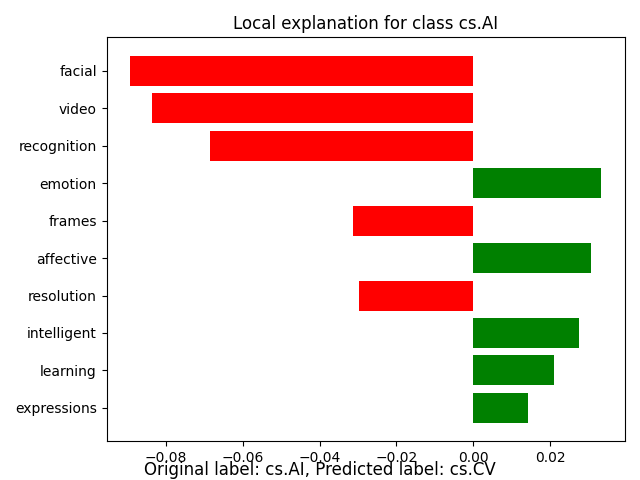 Local explanation for class cs.AI
facial
video
recognition
emotion
frames
affective
resolution
intelligent
learning
expressions
−0.08 −0.06 −0.04 −0.02 0.00 0.02
Original label: cs.AI, Predicted label: cs.CV